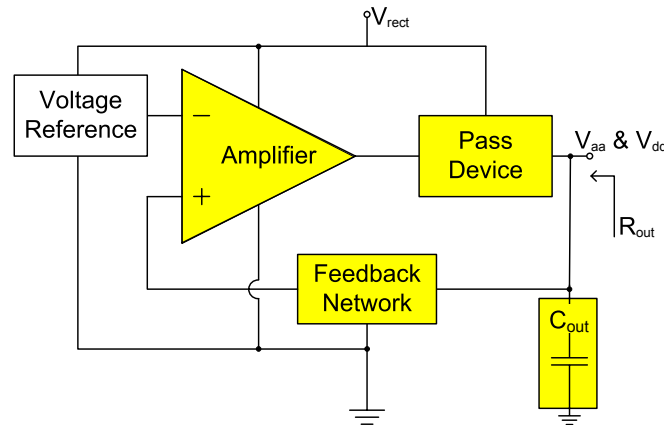 Vrect
Voltage
Reference
−
Amplifier
+
Pass
Device
Vaa & Vdd
Rout
Feedback
Network
Cout